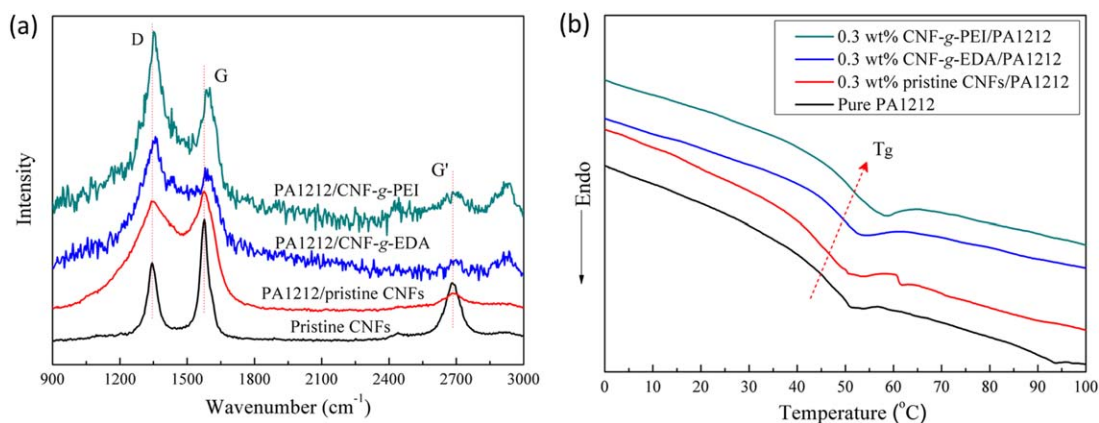 (a)
D
G
G'
PA1212/CNF-g-PEI
PA1212/CNF-g-EDA
PA1212/pristine CNFs
Pristine CNFs
Intensity
900 1200 1500 1800 2100 2400 2700 3000
Wavenumber (cm-1)
(b)
0.3 wt% CNF-g-PEI/PA1212
0.3 wt% CNF-g-EDA/PA1212
0.3 wt% pristine CNFs/PA1212
Pure PA1212
Tg
Endo
0 10 20 30 40 50 60 70 80 90 100
Temperature (oC)